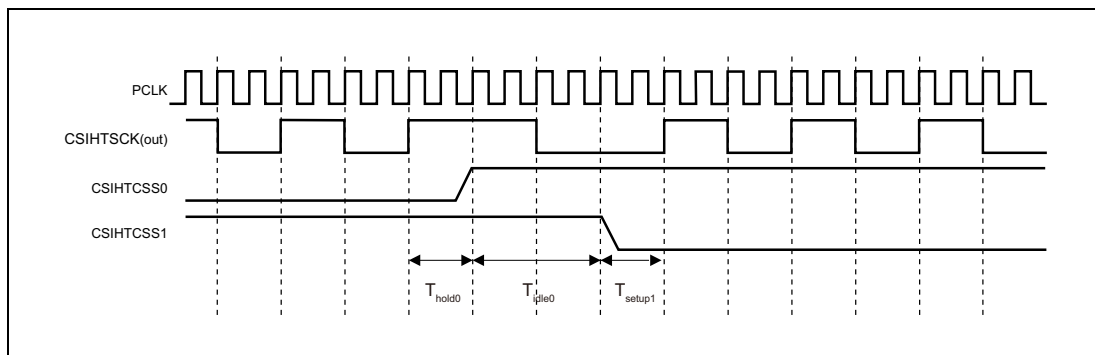 PCLK
CSIHTSCK(out)
CSIHTCSS0
CSIHTCSS1
Thold0 Tidle0 Tsetup1